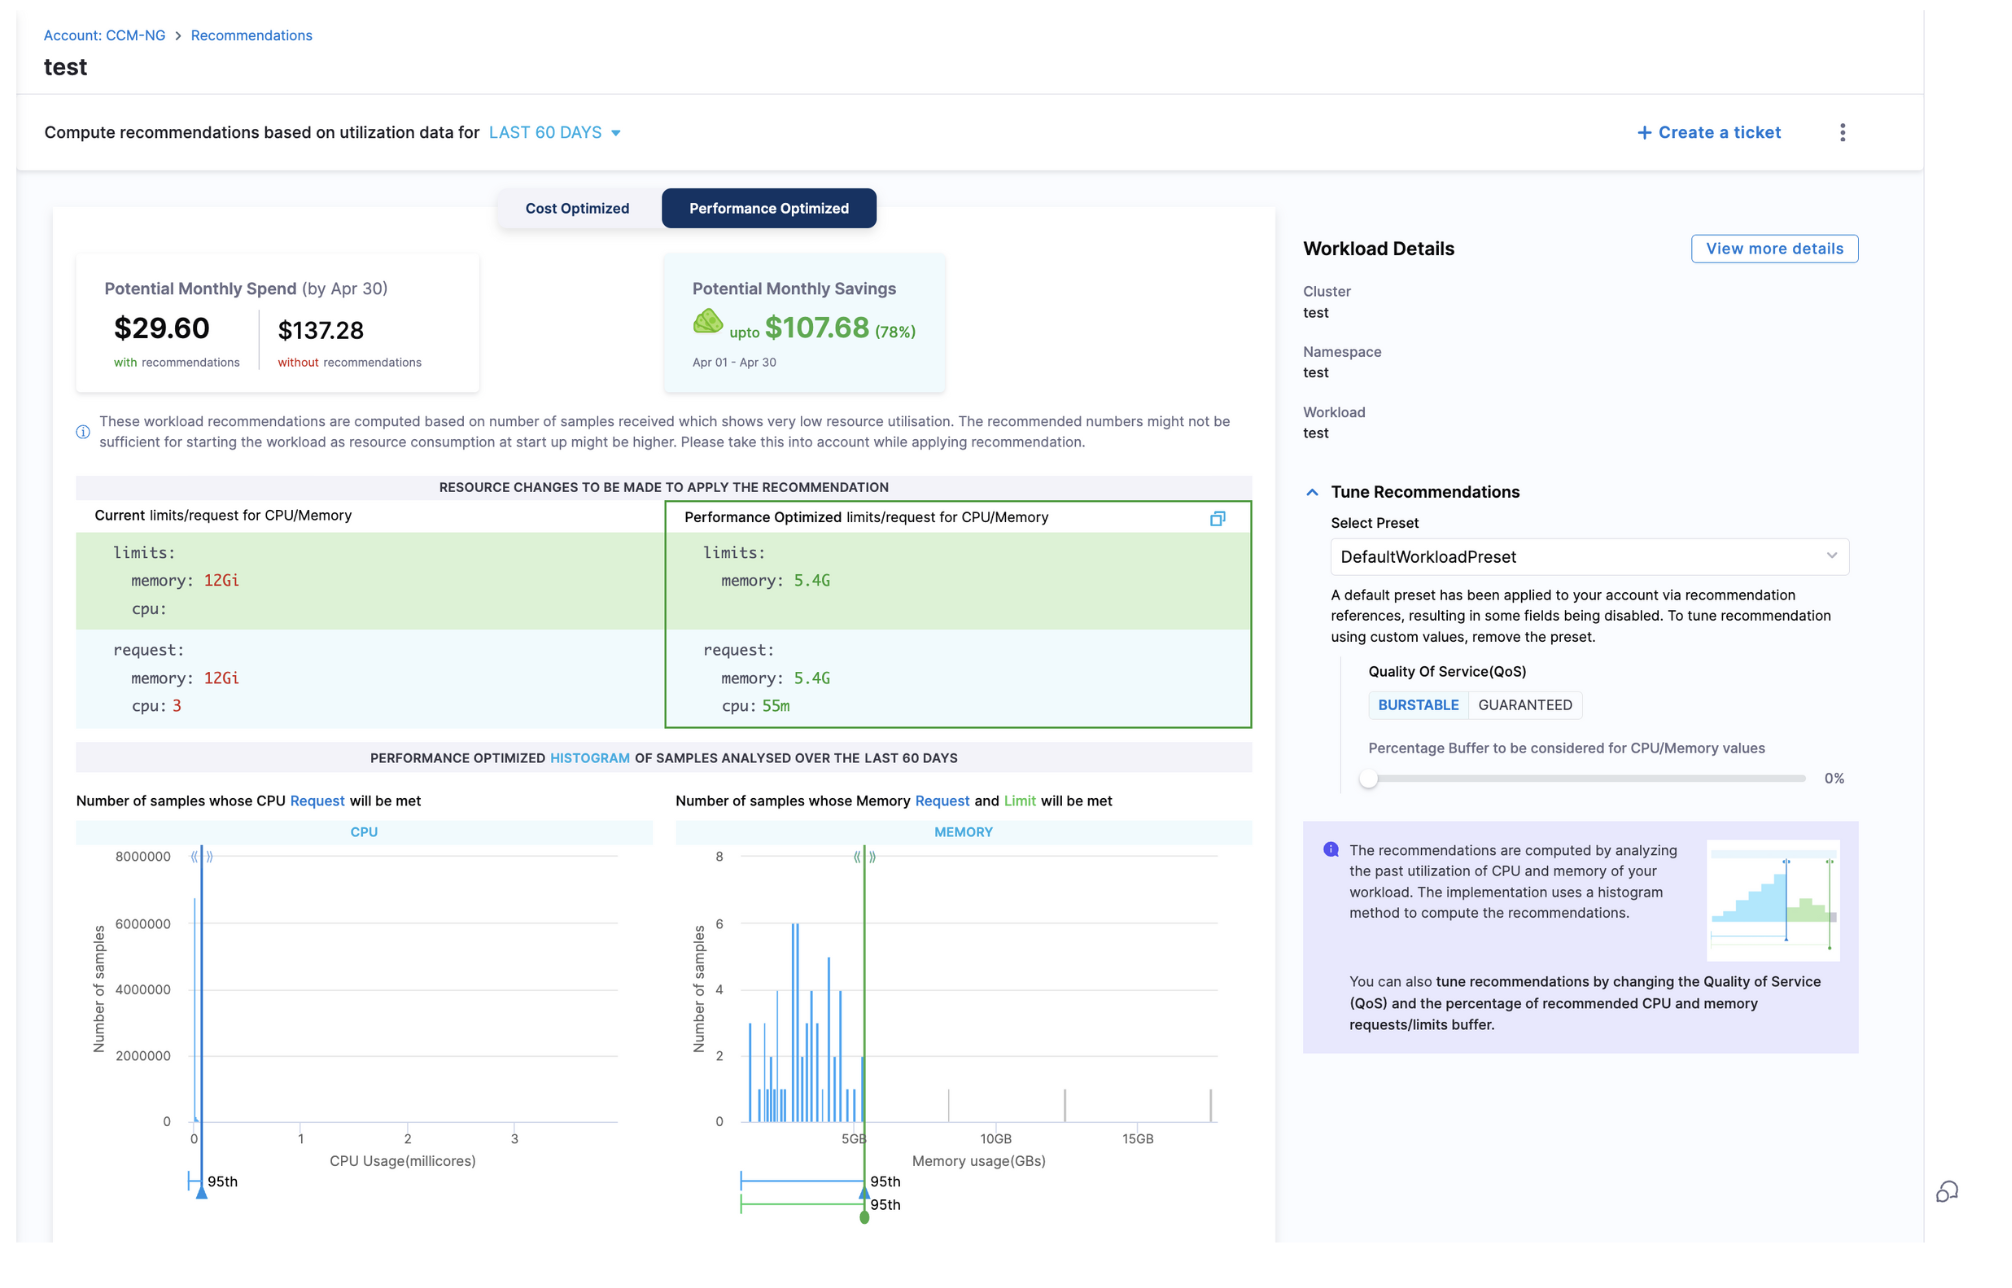 Account: CCM-NG > Recommendations
test
Compute recommendations based on utilization data for LAST 60 DAYS
+ Create a ticket
Cost Optimized
Performance Optimized
Potential Monthly Spend (by Apr 30)
$29.60
with recommendations
$137.28
without recommendations
Potential Monthly Savings
upto $107.68 (78%)
Apr 01 - Apr 30
These workload recommendations are computed based on number of samples received which shows very low resource utilisation. The recommended numbers might not be
sufficient for starting the workload as resource consumption at start up might be higher. Please take this into account while applying recommendation.
RESOURCE CHANGES TO BE MADE TO APPLY THE RECOMMENDATION
Current limits/request for CPU/Memory
limits:
memory: 12Gi
cpu:
request:
memory: 12Gi
cpu: 3
Performance Optimized limits/request for CPU/Memory
limits:
memory: 5.4G
request:
memory: 5.4G
cpu: 55m
PERFORMANCE OPTIMIZED HISTOGRAM OF SAMPLES ANALYSED OVER THE LAST 60 DAYS
Number of samples whose CPU Request will be met
CPU
Number of samples
8000000
6000000
4000000
2000000
0
0 1 2 3
CPU Usage(millicores)
95th
Number of samples whose Memory Request and Limit will be met
MEMORY
Number of samples
8
6
4
2
0
5GB 10GB 15GB
Memory usage(GBs)
95th
95th
Workload Details
View more details
Cluster
test
Namespace
test
Workload
test
Tune Recommendations
Select Preset
DefaultWorkloadPreset
A default preset has been applied to your account via recommendation
references, resulting in some fields being disabled. To tune recommendation
using custom values, remove the preset.
Quality Of Service(QoS)
BURSTABLE GUARANTEED
Percentage Buffer to be considered for CPU/Memory values
0%
The recommendations are computed by analyzing
the past utilization of CPU and memory of your
workload. The implementation uses a histogram
method to compute the recommendations.
You can also tune recommendations by changing the Quality of Service
(QoS) and the percentage of recommended CPU and memory
requests/limits buffer.